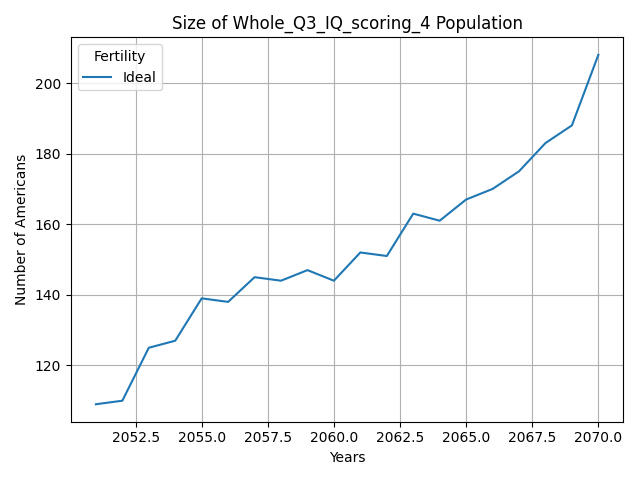 Size of Whole_Q3_IQ_scoring_4 Population
Fertility
Ideal
Number of Americans
200
180
160
140
120
2052.5 2055.0 2057.5 2060.0 2062.5 2065.0 2067.5 2070.0
Years